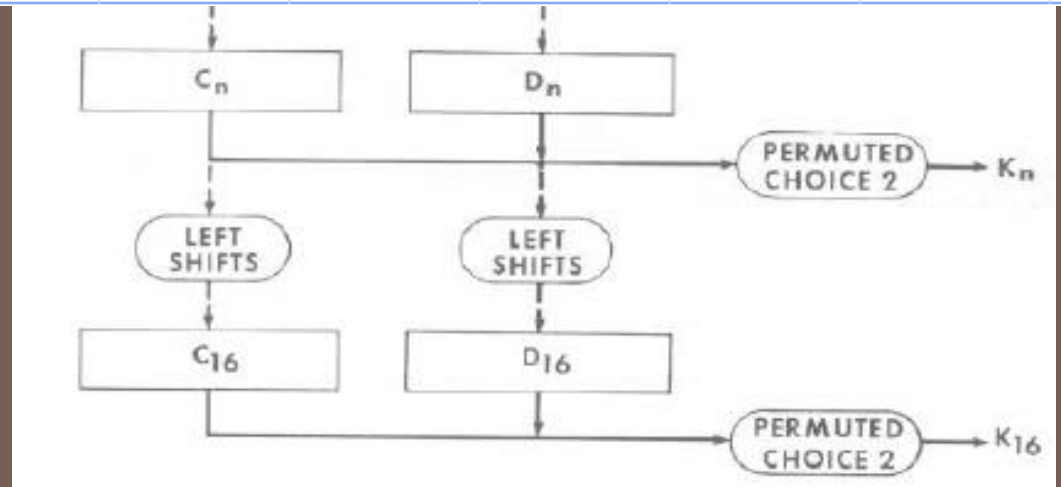 Cn
Dn
PERMUTED
CHOICE 2
Kn
LEFT
SHIFTS
LEFT
SHIFTS
C16
D16
PERMUTED
CHOICE 2
K16